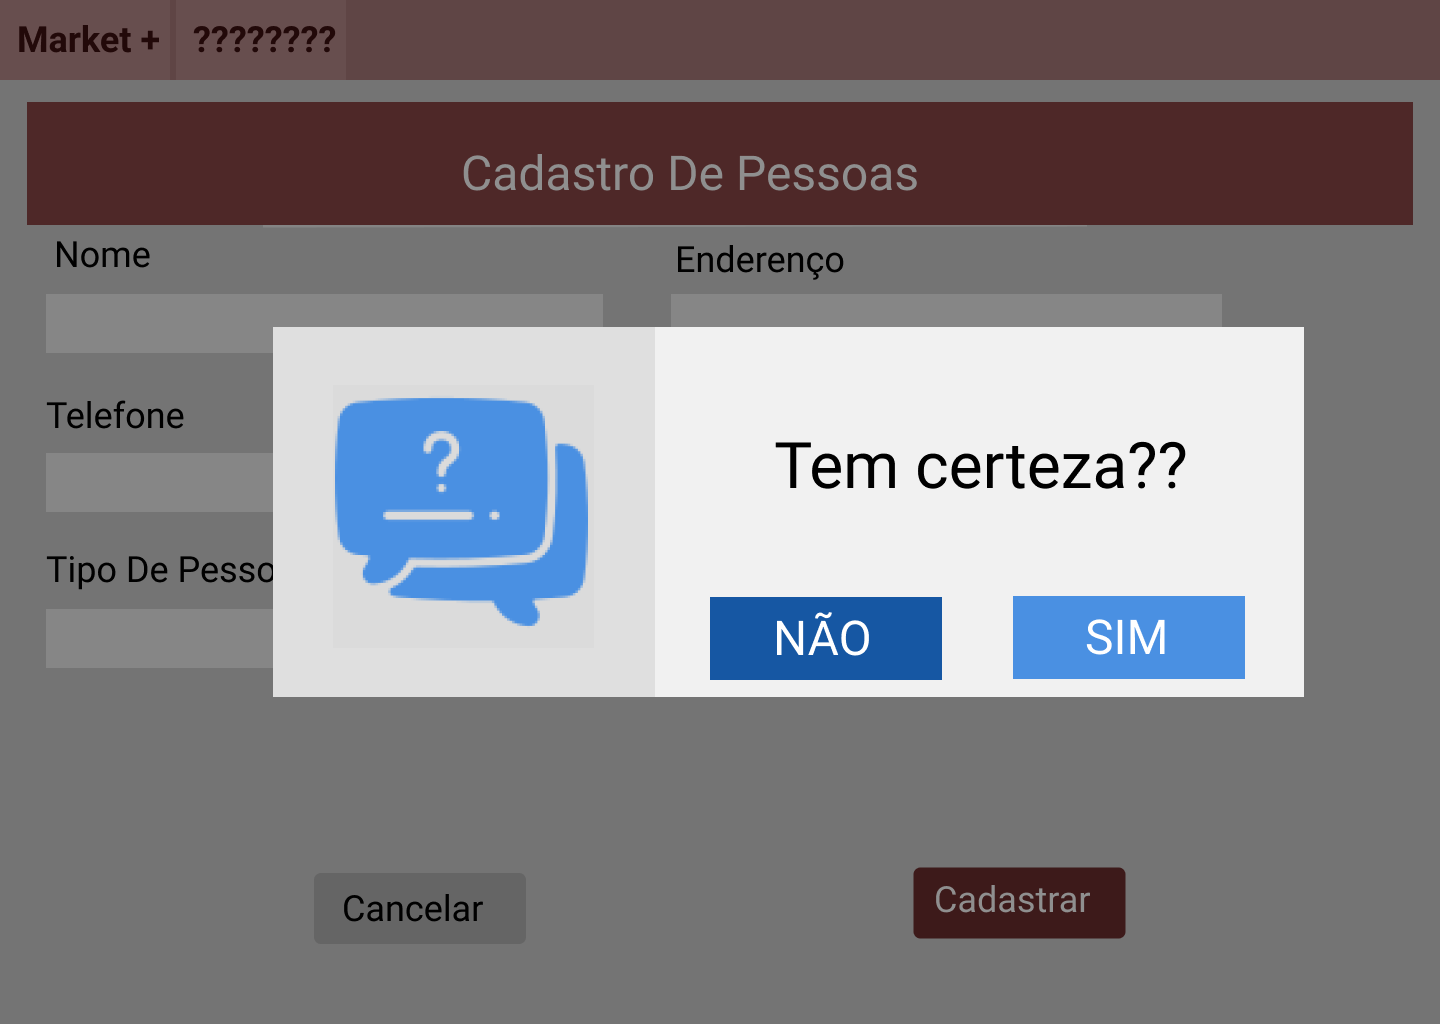 Market + ????????
Cadastro De Pessoas
Nome
Enderenço
Telefone
Tipo De Pesso
?
Tem certeza??
NÃO
SIM
Cancelar
Cadastrar